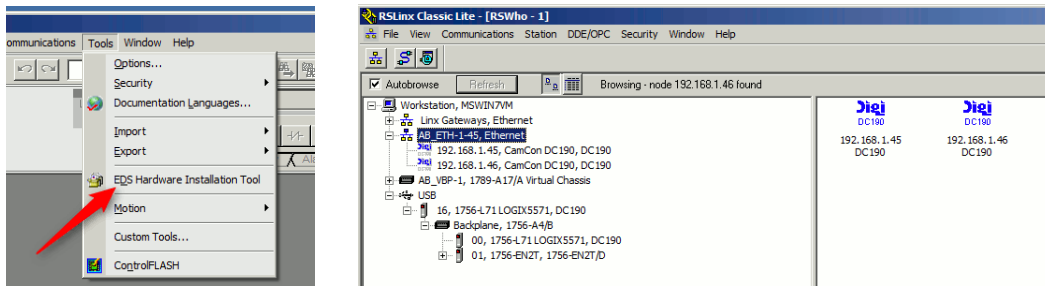 ommunications Tools Window Help
Options...
Security
Documentation Languages...
Import
Export
EDS Hardware Installation Tool
Motion
Custom Tools...
ControlFLASH
RSLinx Classic Lite - [RSWho - 1]
File View Communications Station DDE/OPC Security Window Help
Autobrowse Refresh Browsing - node 192.168.1.46 found
Workstation, MSWIN7VM
Linx Gateways, Ethernet
AB_ETH-1-45, Ethernet
192.168.1.45, CamCon DC190, DC190
192.168.1.46, CamCon DC190, DC190
AB_VBP-1, 1789-A17/A Virtual Chassis
USB
16, 1756-L71 LOGIX5571, DC190
Backplane, 1756-A4/B
00, 1756-L71 LOGIX5571, DC190
01, 1756-EN2T, 1756-EN2T/D
Digi Digi
DC190 DC190
192.168.1.45 192.168.1.46
DC190 DC190